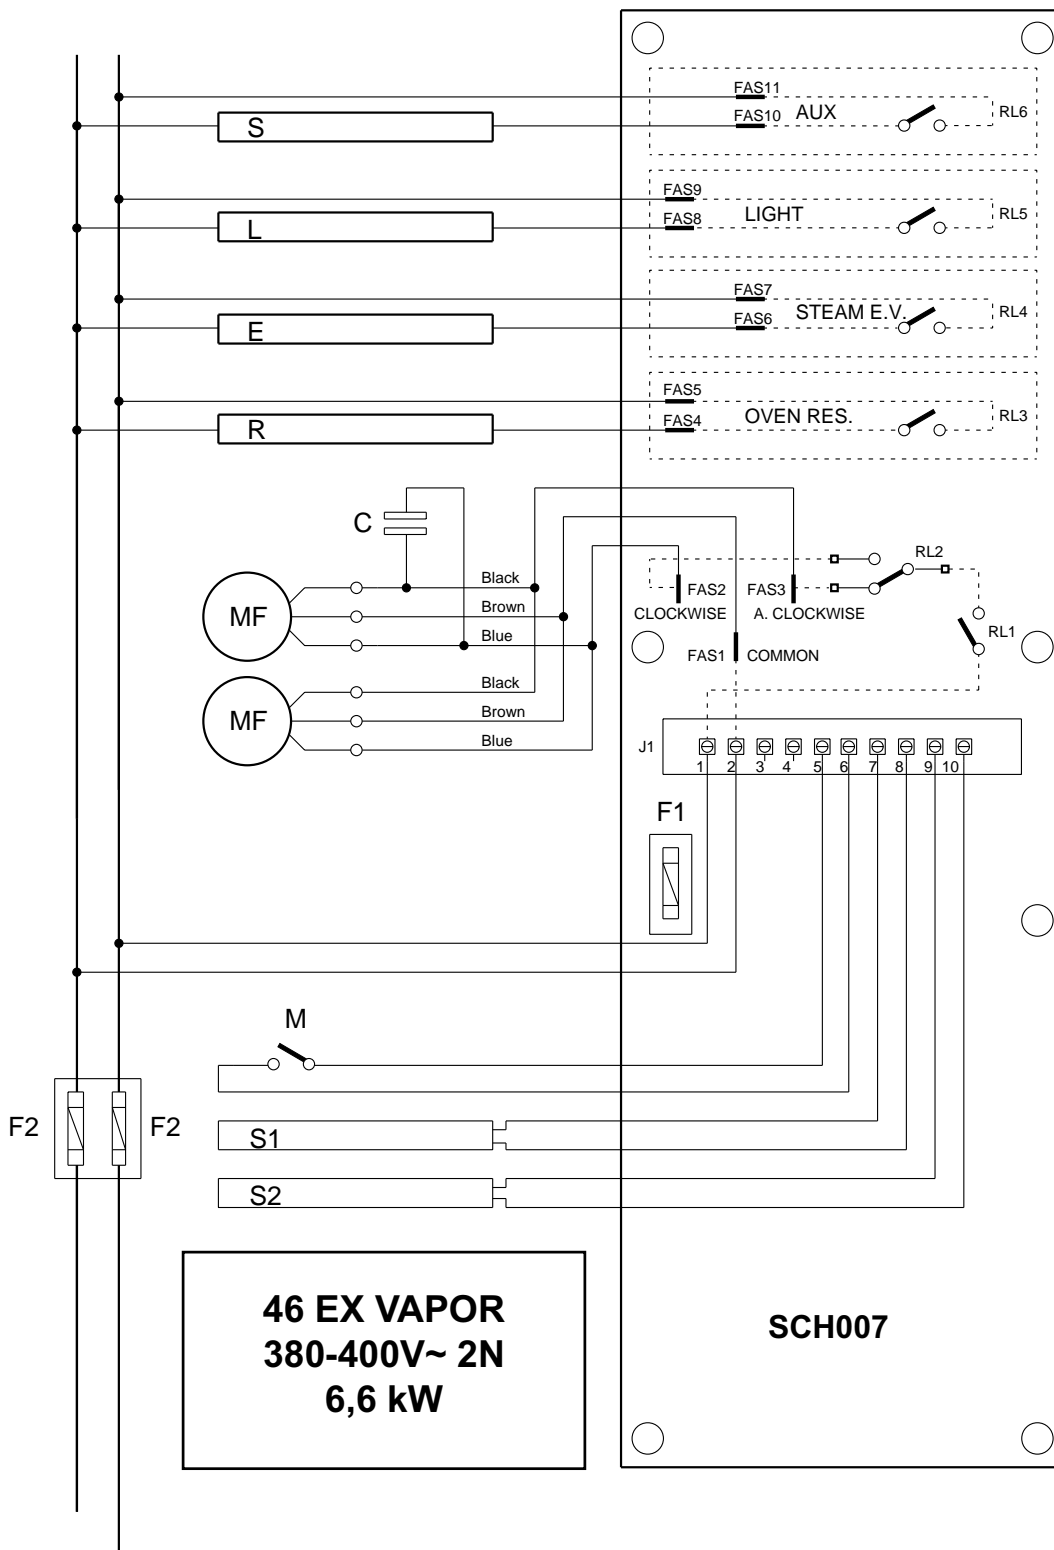 FAS11
FAS10 AUX
RL6
S
FAS9
FAS8
LIGHT
RL5
L
FAS7
FAS6
STEAM E.V.
RL4
E
FAS5
FAS4
OVEN RES.
RL3
R
C
MF
Black
Brown
Blue
MF
Black
Brown
Blue
RL2
FAS2
CLOCKWISE
FAS3
A. CLOCKWISE
RL1
FAS1 COMMON
J1
1 2 3 4 5 6 7 8 9 10
F1
M
F2
F2
S1
S2
46 EX VAPOR
380-400V~ 2N
6,6 kW
SCH007